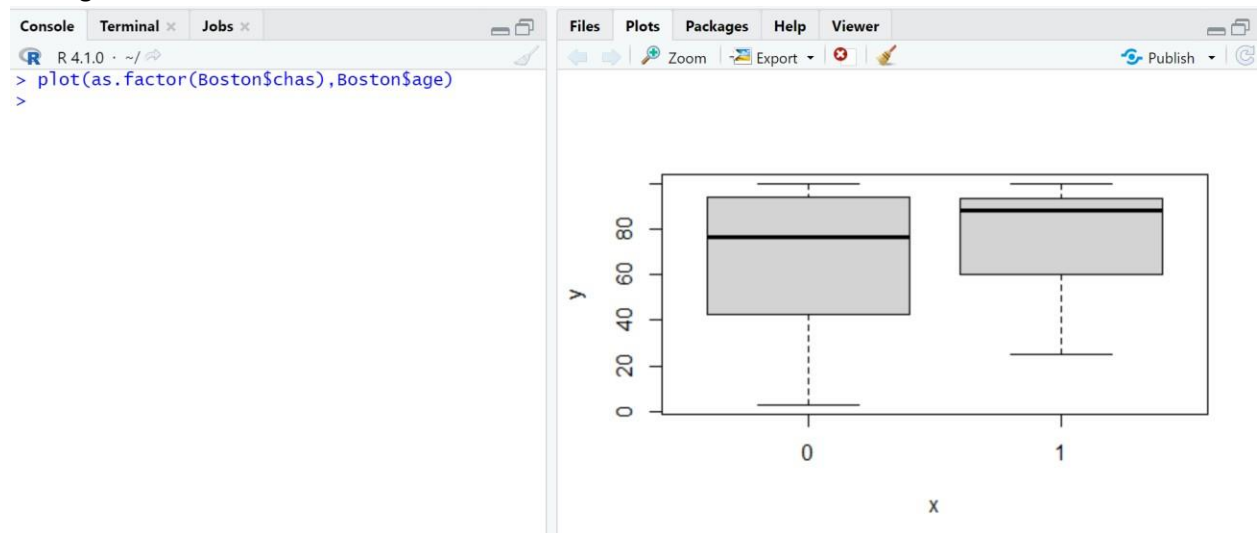 Console Terminal × Jobs ×
R R 4.1.0 · ~/
> plot(as.factor(Boston$chas),Boston$age)
>
Files Plots Packages Help Viewer
Zoom Export Publish
80
60
40
20
0
y
0 1
x